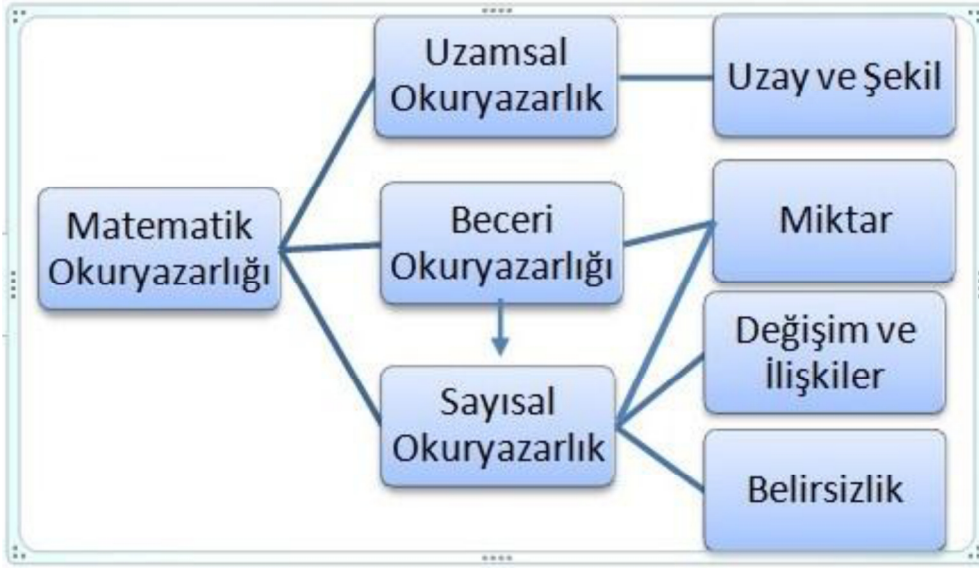 Uzamsal
Okuryazarlık
Uzay ve Şekil
Matematik
Okuryazarlığı
Beceri
Okuryazarlığı
Miktar
Değişim ve
İlişkiler
Sayısal
Okuryazarlık
Belirsizlik